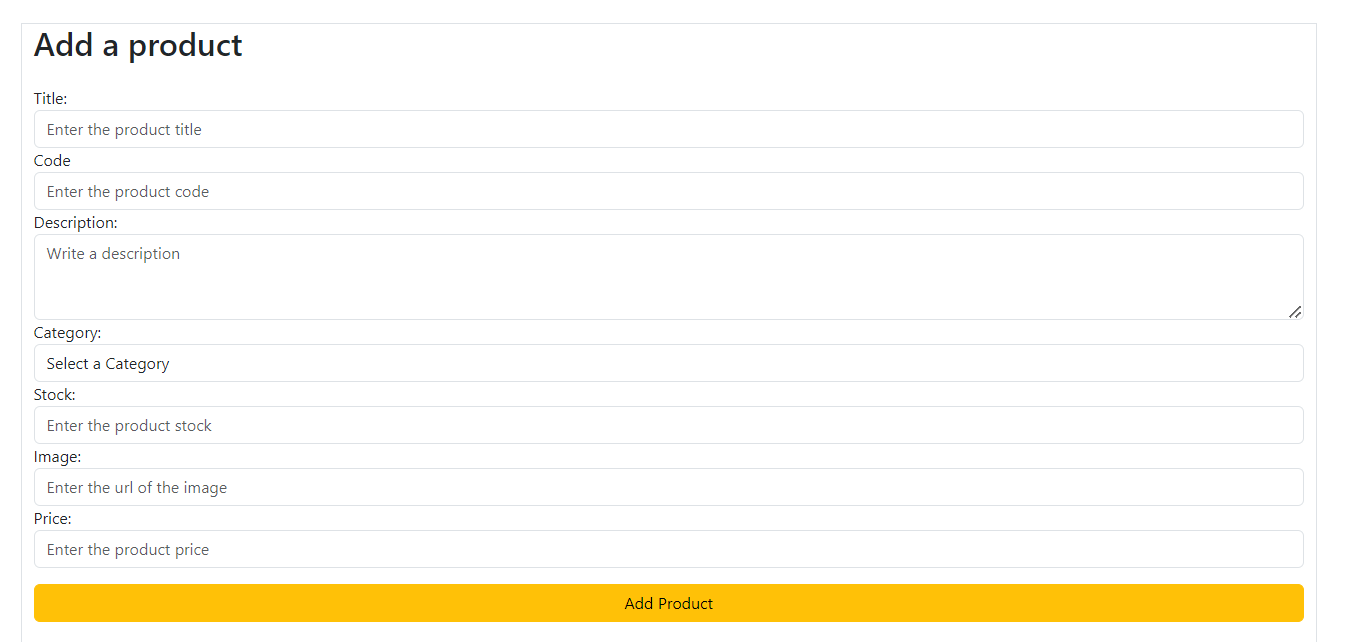 Add a product
Title:
Enter the product title
Code
Enter the product code
Description:
Write a description
Category:
Select a Category
Stock:
Enter the product stock
Image:
Enter the url of the image
Price:
Enter the product price
Add Product